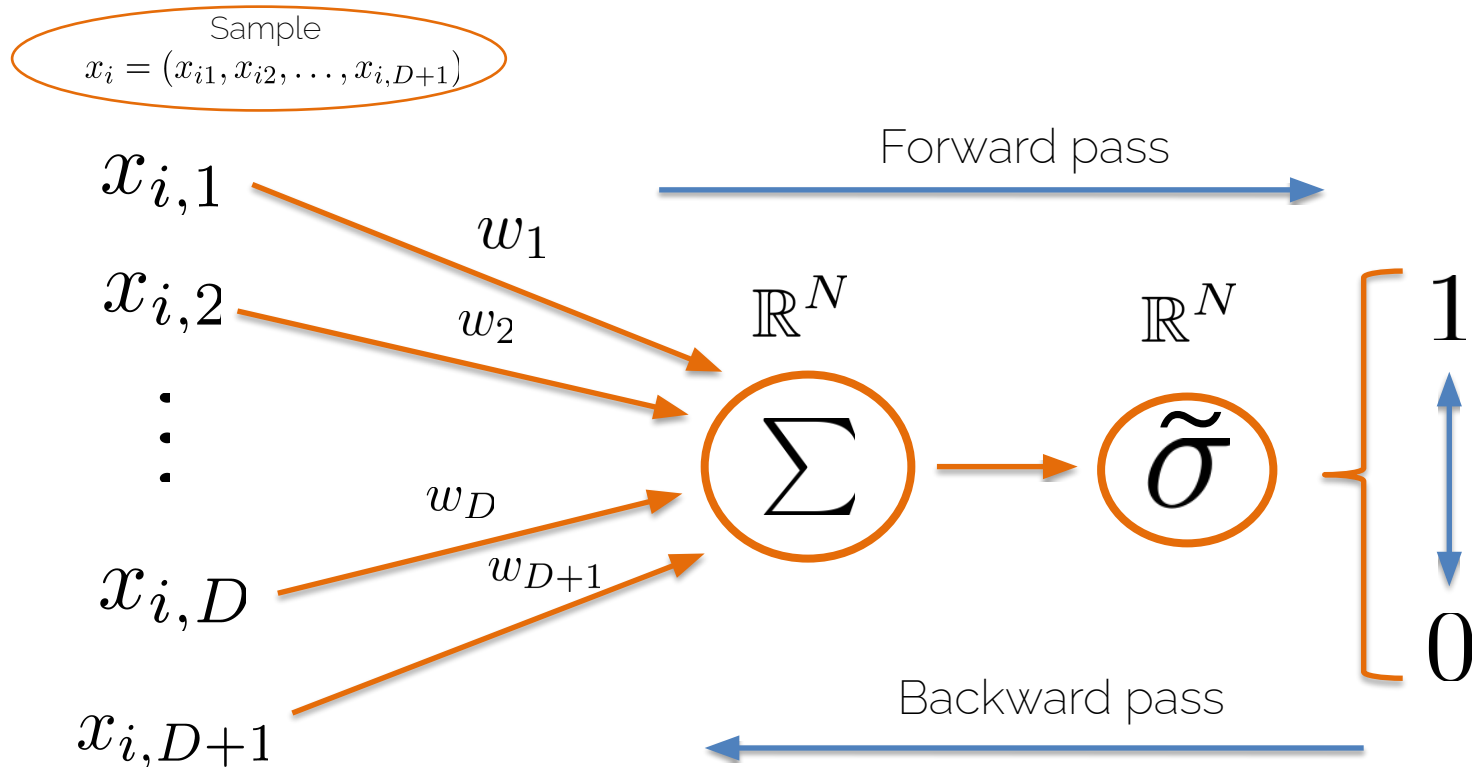 Sample
x_i = (x_{i1}, x_{i2}, . . . , x_{i,D+1})
Forward pass
x_{i,1}
w_1
x_{i,2}
w_2
ℝ^N
ℝ^N
1
⋮
∑
σ̃
w_D
x_{i,D}
w_{D+1}
0
Backward pass
x_{i,D+1}